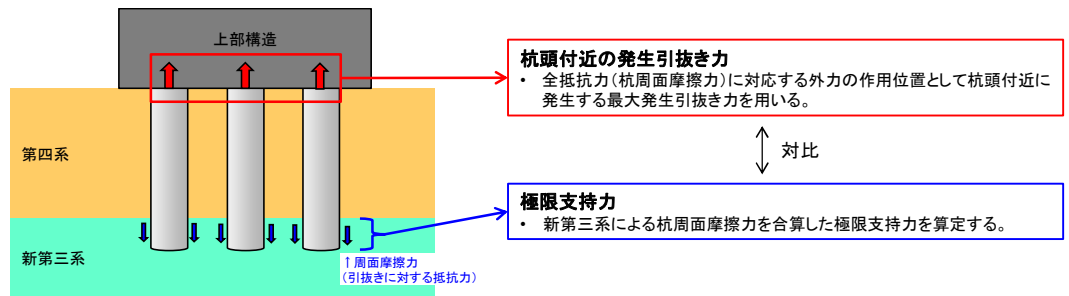 上部構造
第四系
新第三系
↑周面摩擦力
(引抜きに対する抵抗力)
杭頭付近の発生引抜き力
• 全抵抗力(杭周面摩擦力)に対応する外力の作用位置として杭頭付近に
発生する最大発生引抜き力を用いる。
対比
極限支持力
• 新第三系による杭周面摩擦力を合算した極限支持力を算定する。